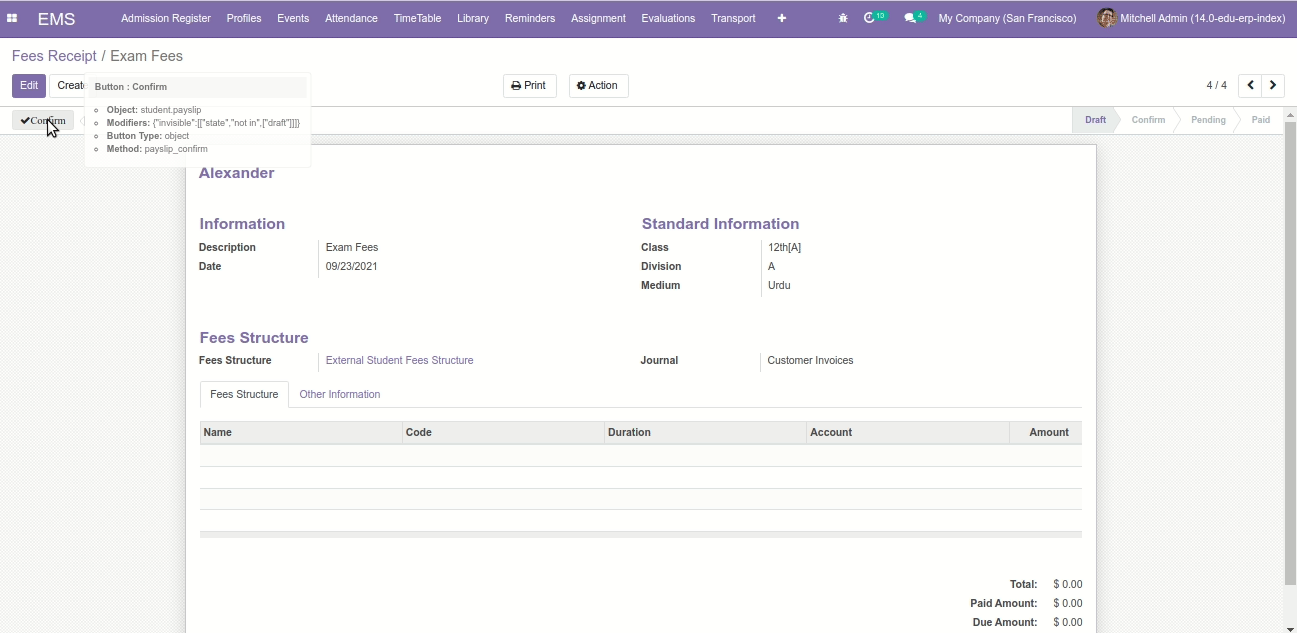 EMS Admission Register Profiles Events Attendance TimeTable Library Reminders Assignment Evaluations Transport 13 4 My Company (San Francisco) Mitchell Admin (14.0-edu-erp-index)
Fees Receipt / Exam Fees
Edit Create Print Action 4 / 4
Button : Confirm
Object: student.payslip
Modifiers: {"invisible":[["state","not in",["draft"]]]}
Button Type: object
Method: payslip_confirm
Confirm Draft Confirm Pending Paid
Alexander
Information Standard Information
Description Exam Fees Class 12th[A]
Date 09/23/2021 Division A
Medium Urdu
Fees Structure
Fees Structure External Student Fees Structure Journal Customer Invoices
Fees Structure Other Information
Name Code Duration Account Amount
Total: $ 0.00
Paid Amount: $ 0.00
Due Amount: $ 0.00